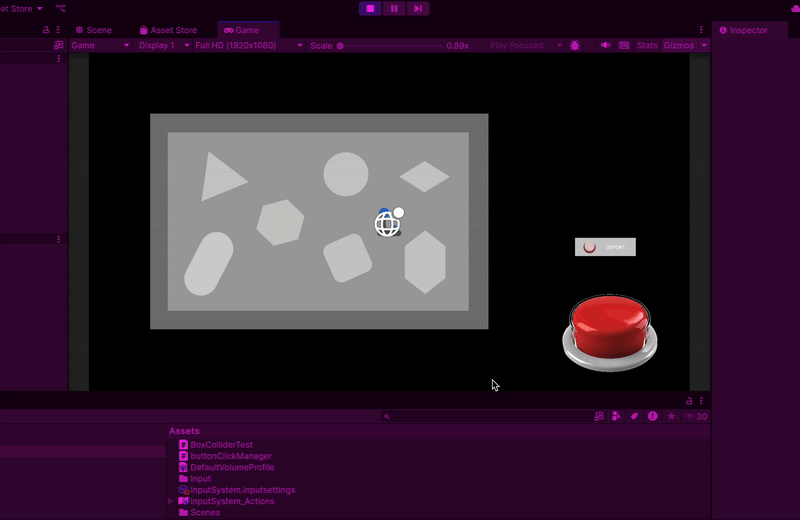 et Store
Scene
Asset Store
Game
Inspector
Game
Display 1
Full HD (1920x1080)
Scale
0.89x
Play Focused
Stats
Gizmos
DEPORT
30
Assets
BoxColliderTest
buttonClickManager
DefaultVolumeProfile
Input
InputSystem.inputsettings
InputSystem_Actions
Scenes